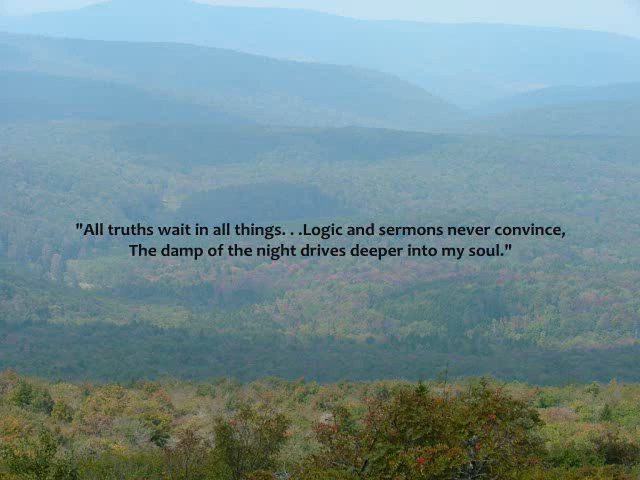 "All truths wait in all things. . .Logic and sermons never convince,
The damp of the night drives deeper into my soul."